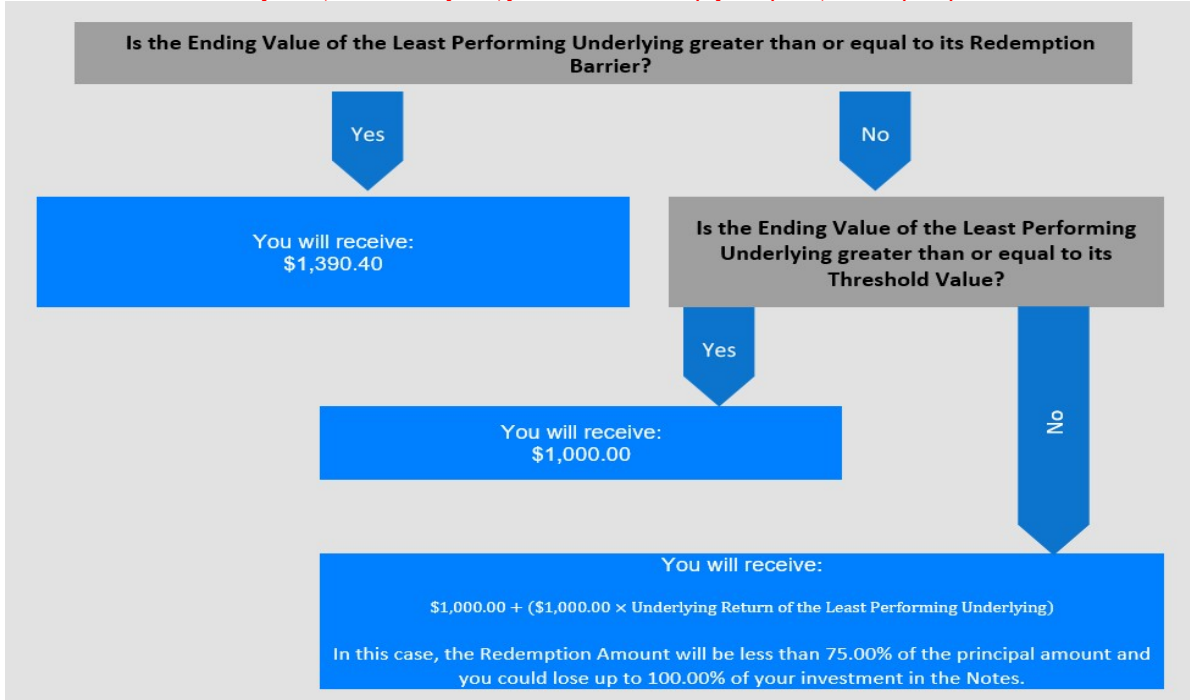 Is the Ending Value of the Least Performing Underlying greater than or equal to its Redemption
Barrier?
Yes
No
You will receive:
$1,390.40
Is the Ending Value of the Least Performing
Underlying greater than or equal to its
Threshold Value?
Yes
No
You will receive:
$1,000.00
You will receive:
$1,000.00 + ($1,000.00 × Underlying Return of the Least Performing Underlying)
In this case, the Redemption Amount will be less than 75.00% of the principal amount and
you could lose up to 100.00% of your investment in the Notes.